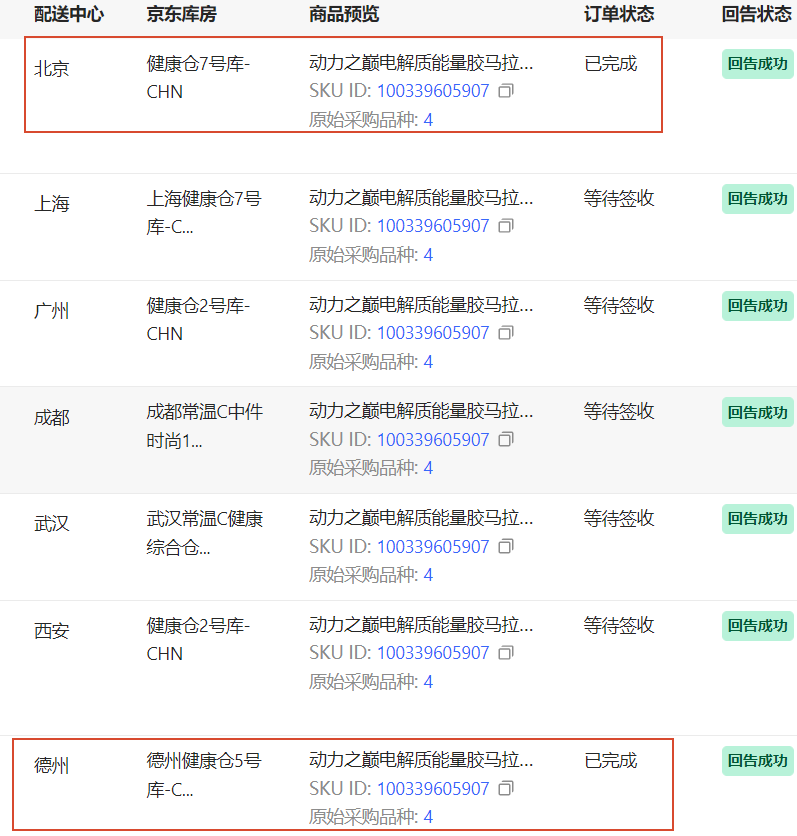 配送中心 京东库房 商品预览 订单状态 回告状态
北京 健康仓7号库- 动力之巅电解质能量胶马拉... 已完成 回告成功
CHN SKU ID: 100339605907
原始采购品种: 4
上海 上海健康仓7号 动力之巅电解质能量胶马拉... 等待签收 回告成功
库-C... SKU ID: 100339605907
原始采购品种: 4
广州 健康仓2号库- 动力之巅电解质能量胶马拉... 等待签收 回告成功
CHN SKU ID: 100339605907
原始采购品种: 4
成都 成都常温C中件 动力之巅电解质能量胶马拉... 等待签收 回告成功
时尚1... SKU ID: 100339605907
原始采购品种: 4
武汉 武汉常温C健康 动力之巅电解质能量胶马拉... 等待签收 回告成功
综合仓... SKU ID: 100339605907
原始采购品种: 4
西安 健康仓2号库- 动力之巅电解质能量胶马拉... 等待签收 回告成功
CHN SKU ID: 100339605907
原始采购品种: 4
德州 德州健康仓5号 动力之巅电解质能量胶马拉... 已完成 回告成功
库-C... SKU ID: 100339605907
原始采购品种: 4